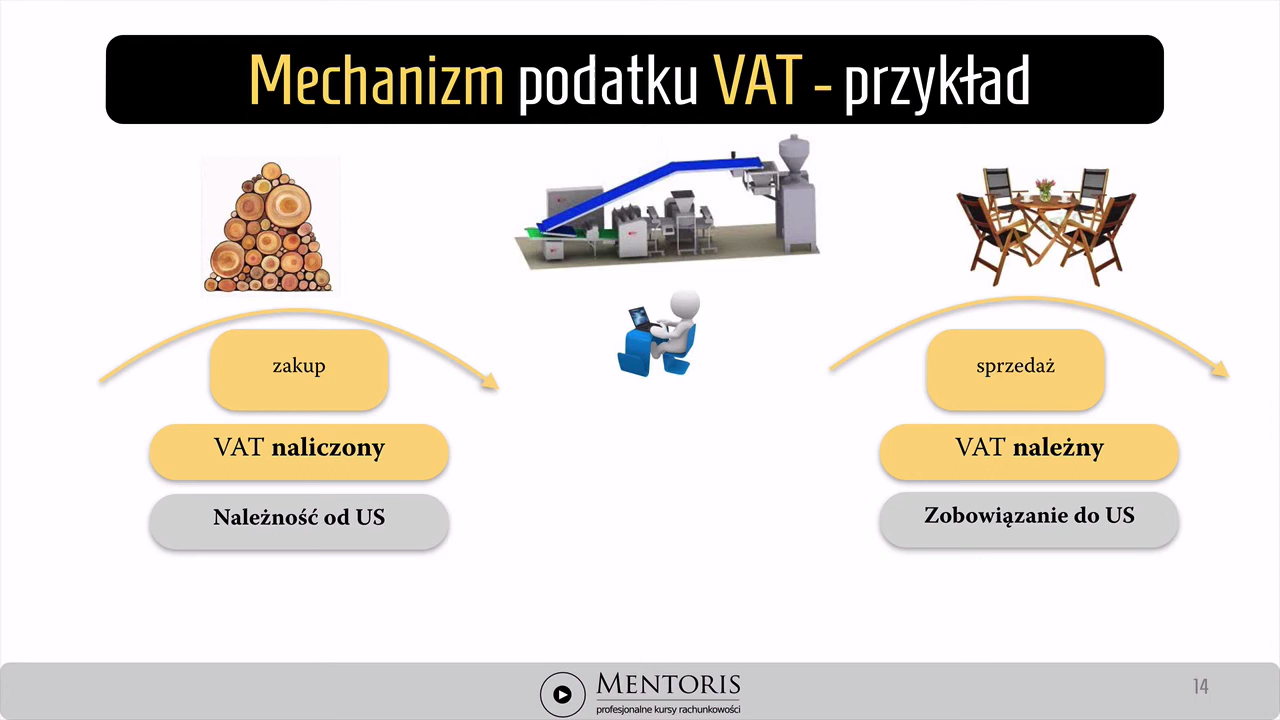 Mechanizm podatku VAT - przykład
zakup
sprzedaż
VAT naliczony
VAT należny
Należność od US
Zobowiązanie do US
MENTORIS
profesjonalne kursy rachunkowości
14